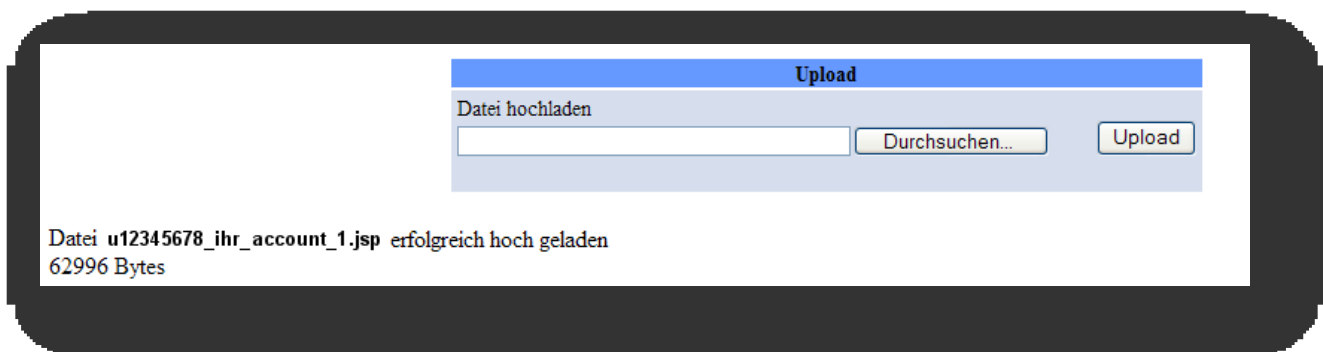 Upload
Datei hochladen
Durchsuchen...
Upload
Datei u12345678_ihr_account_1.jsp erfolgreich hoch geladen
62996 Bytes